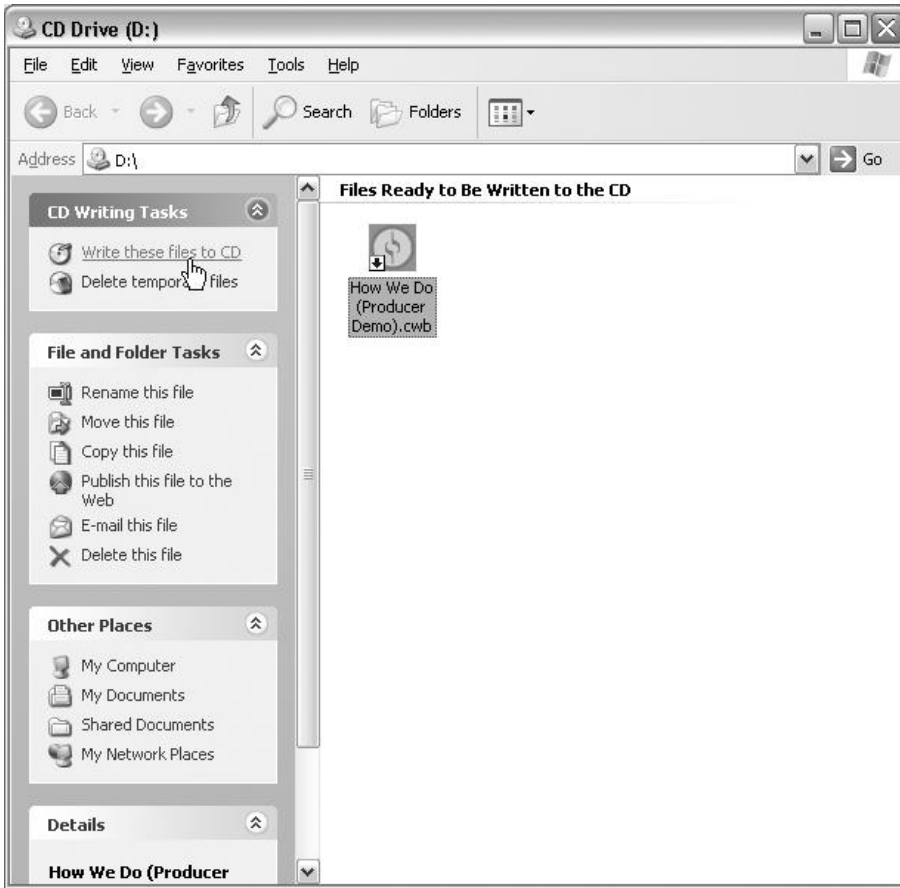 CD Drive (D:)
File Edit View Favorites Tools Help
Back Search Folders
Address D:\ Go
CD Writing Tasks
Write these files to CD
Delete temporary files
File and Folder Tasks
Rename this file
Move this file
Copy this file
Publish this file to the
Web
E-mail this file
Delete this file
Other Places
My Computer
My Documents
Shared Documents
My Network Places
Details
How We Do (Producer
Files Ready to Be Written to the CD
How We Do
(Producer
Demo).cwb